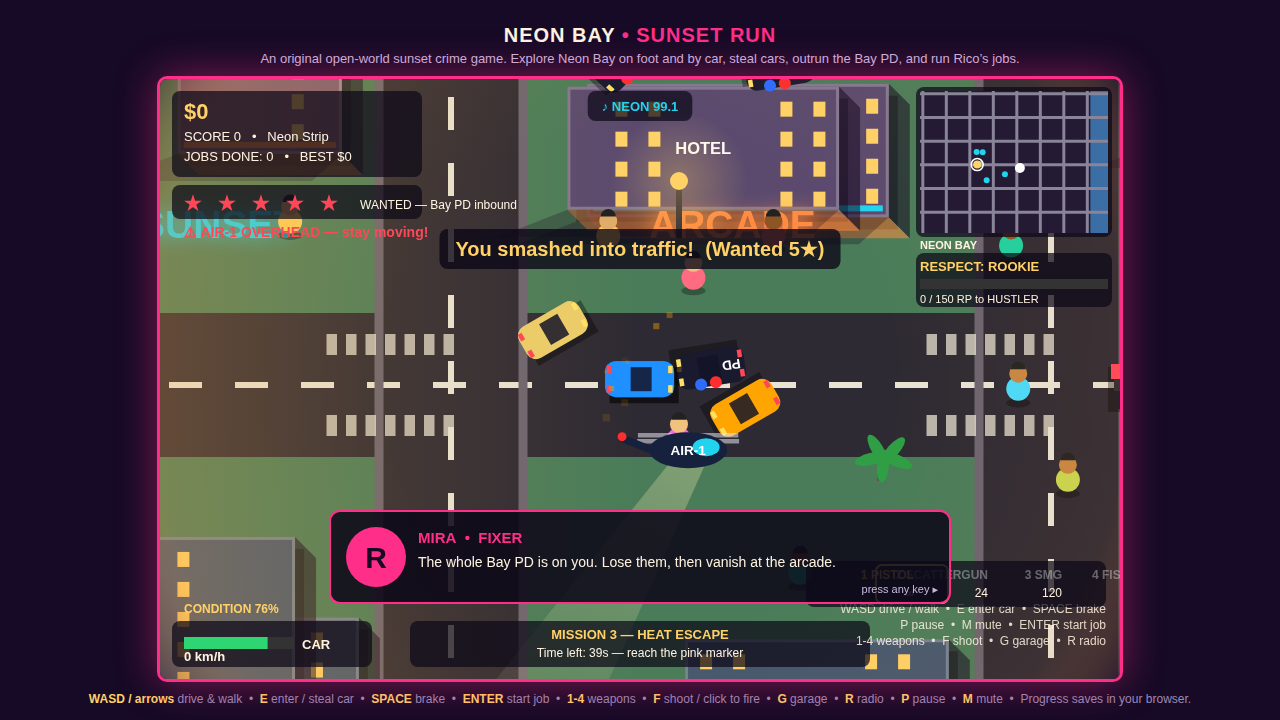 NEON BAY • SUNSET RUN
An original open-world sunset crime game. Explore Neon Bay on foot and by car, steal cars, outrun the Bay PD, and run Rico's jobs.
$0
SCORE 0 • Neon Strip
JOBS DONE: 0 • BEST $0
♪ NEON 99.1
HOTEL
★ ★ ★ ★ ★ WANTED — Bay PD inbound
SUNSET
AIR-1 OVERHEAD — stay moving!
ARCADE
You smashed into traffic! (Wanted 5★)
NEON BAY
RESPECT: ROOKIE
0 / 150 RP to HUSTLER
PD
AIR-1
MIRA • FIXER
R
The whole Bay PD is on you. Lose them, then vanish at the arcade.
press any key ▸
1 PISTOL
3 SMG
4 FIS
24
120
WASD drive / walk • E enter car • SPACE brake
P pause • M mute • ENTER start job
1-4 weapons • F shoot • G garage • R radio
CONDITION 76%
CAR
0 km/h
MISSION 3 — HEAT ESCAPE
Time left: 39s — reach the pink marker
WASD / arrows drive & walk • E enter / steal car • SPACE brake • ENTER start job • 1-4 weapons • F shoot / click to fire • G garage • R radio • P pause • M mute • Progress saves in your browser.